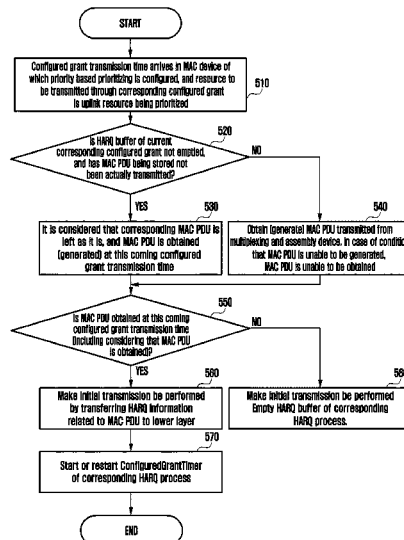 START
Configured grant transmission time arrives in MAC device of
which priority based prioritizing is configured, and resource to
be transmitted through corresponding configured grant
is uplink resource being prioritized
510
520
Is HARQ buffer of current
corresponding configured grant not emptied,
and has MAC PDU being stored not
been actually transmitted?
NO
YES
530
540
It is considered that corresponding MAC PDU is
left as it is, and MAC PDU is obtained
(generated) at this coming configured
grant transmission time
Obtain (generate) MAC PDU transmitted from
multiplexing and assembly device. In case of condition
that MAC PDU is unable to be generated,
MAC PDU is unable to be obtained
550
Is MAC PDU obtained at this coming
configured grant transmission time
(including considering that MAC PDU
is obtained)?
NO
YES
560
Make initial transmission be performed
by transferring HARQ information
related to MAC PDU to lower layer
Make initial transmission be performed
Empty HARQ buffer of corresponding
HARQ process.
570
Start or restart ConfiguredGrantTimer
of corresponding HARQ process
END